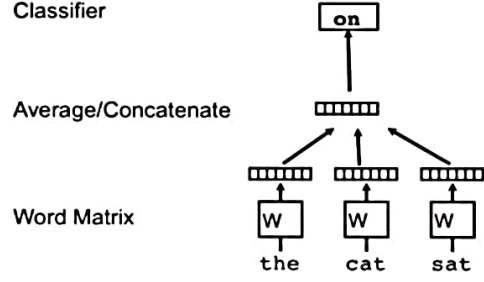 Classifier
on
Average/Concatenate
Word Matrix
W W W
the cat sat